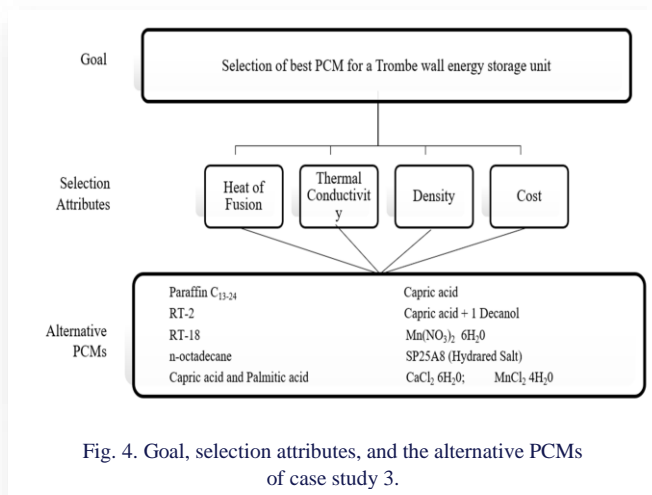 Goal
Selection of best PCM for a Trombe wall energy storage unit
Selection
Attributes
Heat of
Fusion
Thermal
Conductivit
y
Density
Cost
Alternative
PCMs
Paraffin C₁₃₋₂₄
RT-2
RT-18
n-octadecane
Capric acid and Palmitic acid
Capric acid
Capric acid + 1 Decanol
Mn(NO₃)₂ 6H₂0
SP25A8 (Hydrared Salt)
CaCl₂ 6H₂0; MnCl₂ 4H₂0
Fig. 4. Goal, selection attributes, and the alternative PCMs
of case study 3.